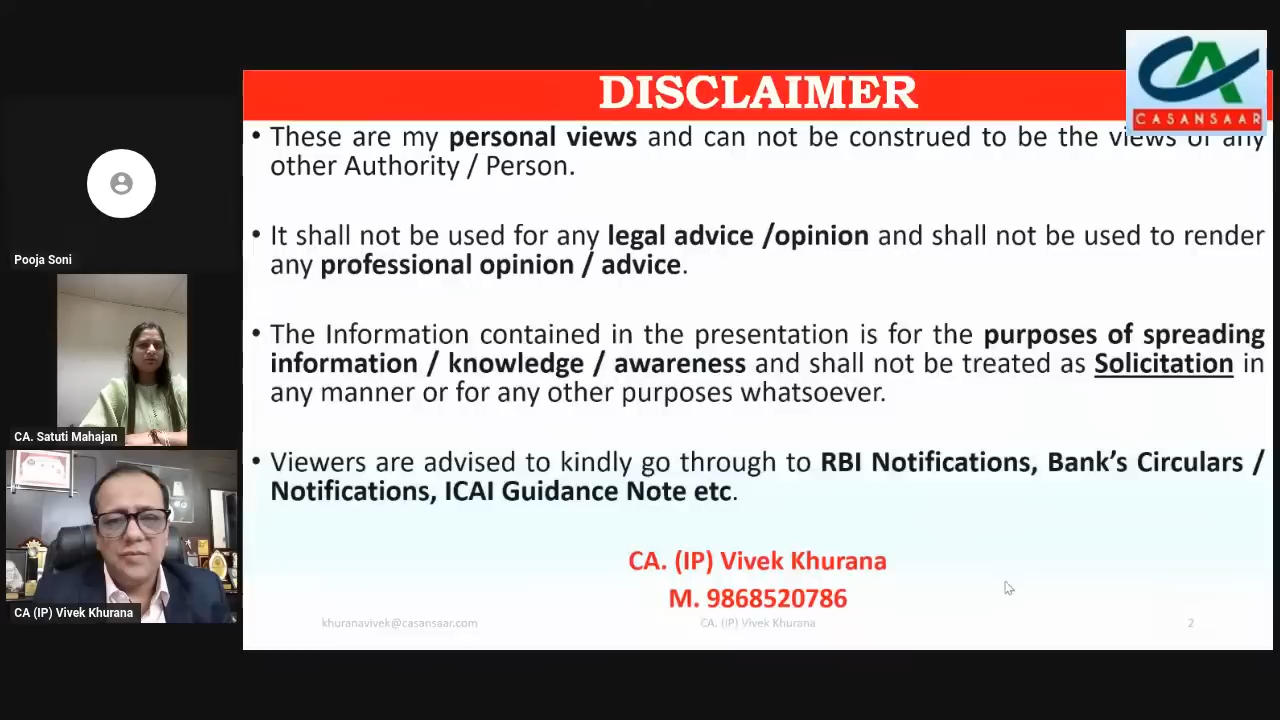 DISCLAIMER
CASANSAAR
• These are my personal views and can not be construed to be the views of any
other Authority / Person.
• It shall not be used for any legal advice /opinion and shall not be used to render
any professional opinion / advice.
• The Information contained in the presentation is for the purposes of spreading
information / knowledge / awareness and shall not be treated as Solicitation in
any manner or for any other purposes whatsoever.
• Viewers are advised to kindly go through to RBI Notifications, Bank's Circulars /
Notifications, ICAI Guidance Note etc.
CA. (IP) Vivek Khurana
M. 9868520786
khuranavivek@casansaar.com
CA. (IP) Vivek Khurana
2
Pooja Soni
CA. Satuti Mahajan
CA (IP) Vivek Khurana